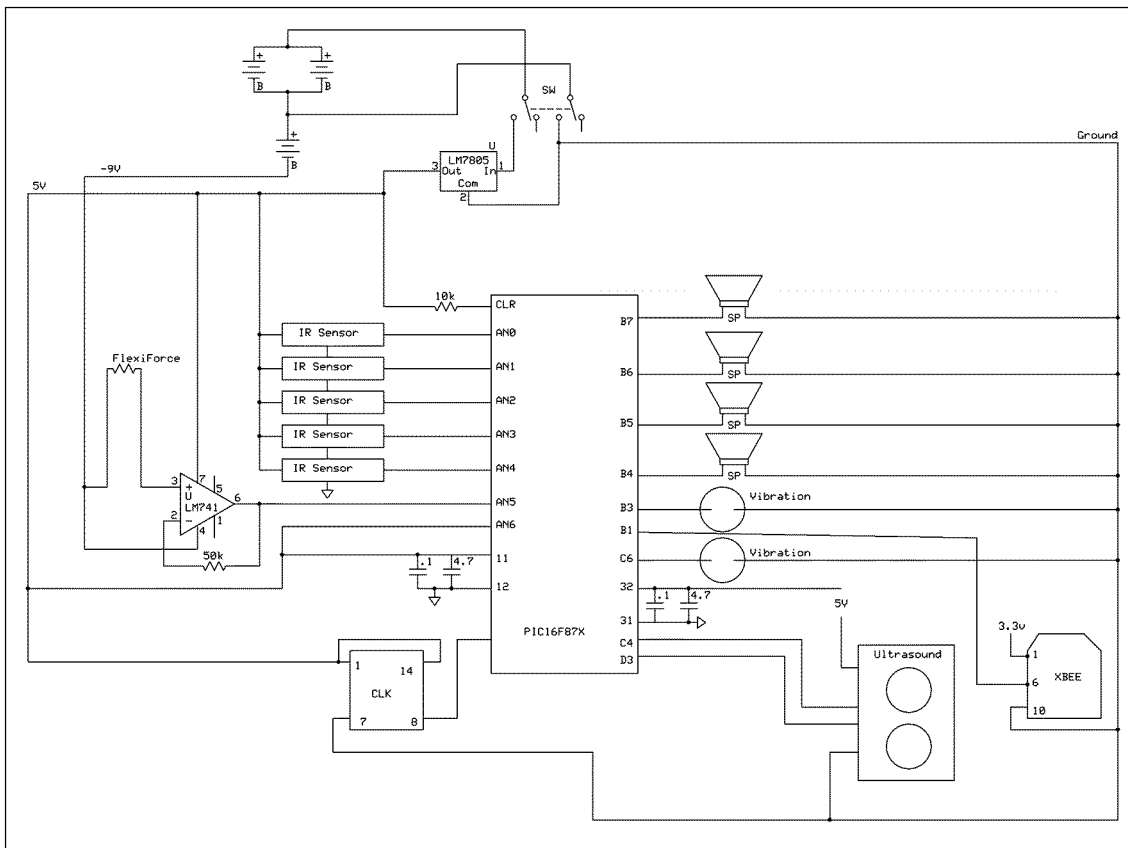 + +
B B
SW
+
B
Ground
U
LM7805
3 Out In 1
Com
2
-9V
5V
10k
CLR
B7
SP
IR Sensor
AN0
IR Sensor
AN1
B6
SP
FlexiForce
IR Sensor
AN2
IR Sensor
AN3
B5
SP
IR Sensor
AN4
B4
SP
3 + 7 5
U
LM741
6
2 - 4 1
50k
AN5
AN6
B3
Vibration
B1
.1 4.7
11
12
C6
Vibration
32
.1 4.7
31
5V
PIC16F87X
C4
D3
3.3v
1
6
10
XBEE
Ultrasound
1 14
CLK
7 8